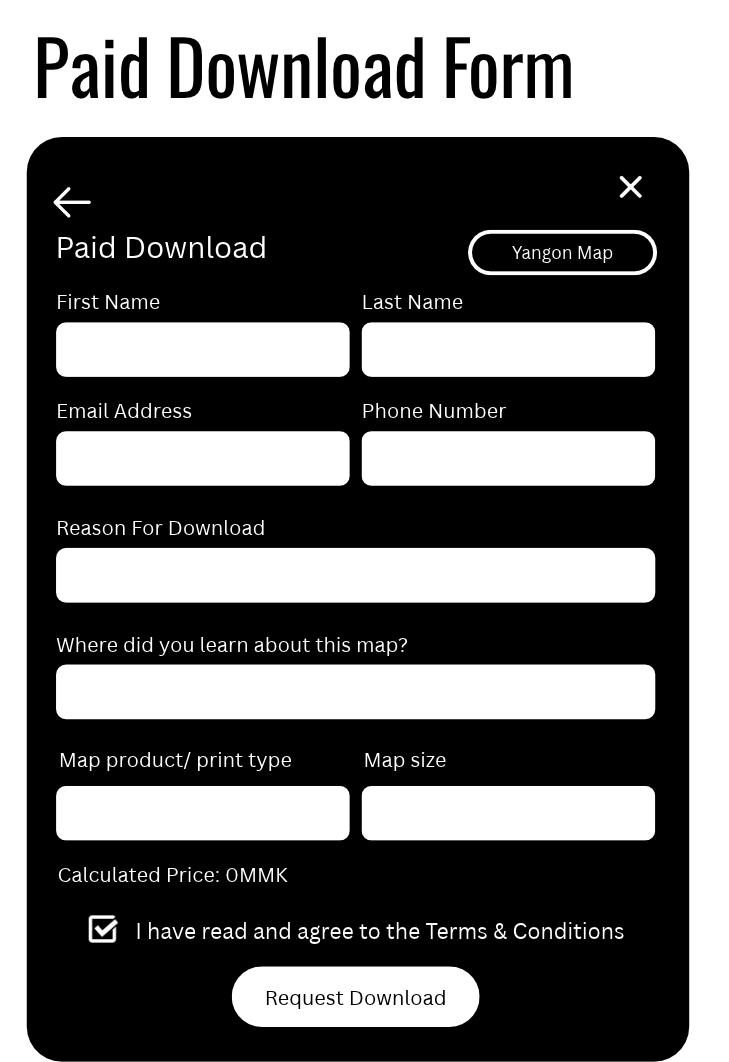 Paid Download Form
Paid Download
Yangon Map
First Name
Last Name
Email Address
Phone Number
Reason For Download
Where did you learn about this map?
Map product/ print type
Map size
Calculated Price: 0MMK
I have read and agree to the Terms & Conditions
Request Download